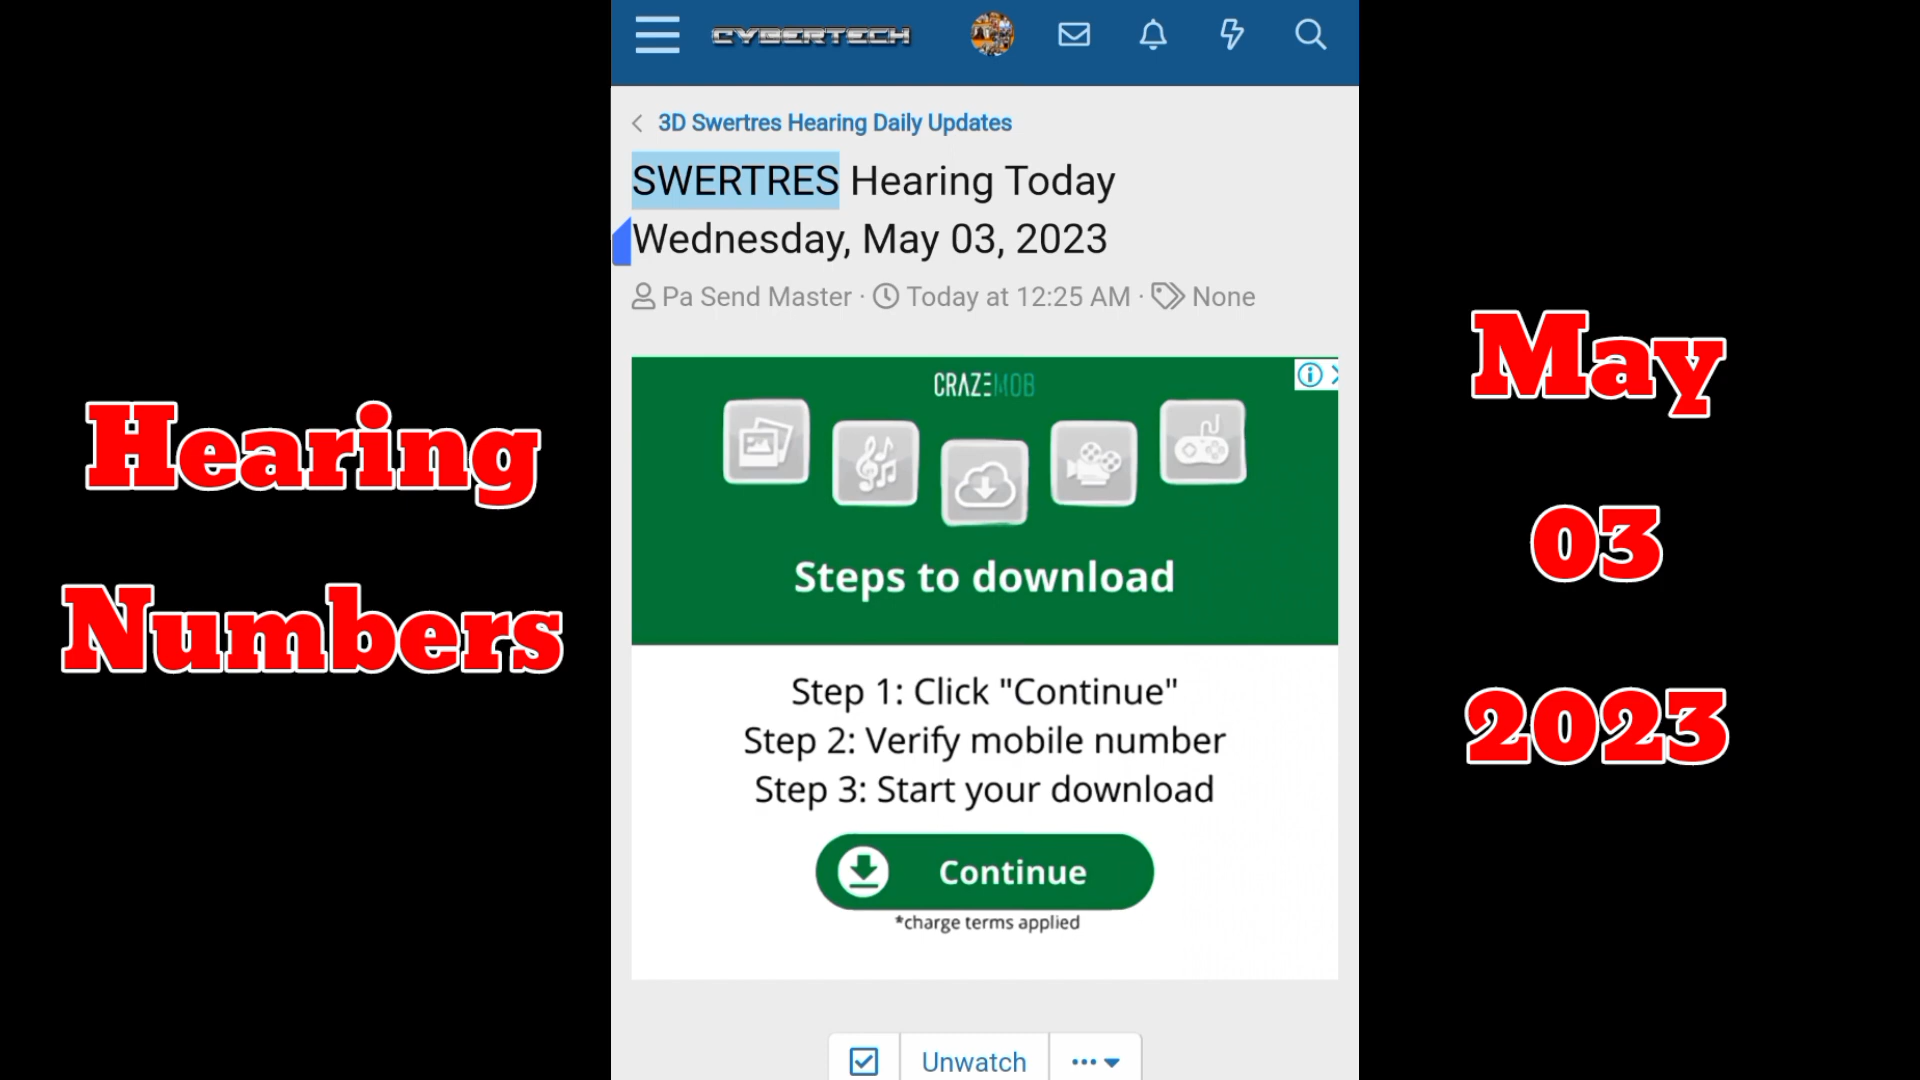 Hearing
Numbers
CYBERTECH
3D Swertres Hearing Daily Updates
SWERTRES Hearing Today
Wednesday, May 03, 2023
Pa Send Master · Today at 12:25 AM · None
CRAZEMOB
Steps to download
Step 1: Click "Continue"
Step 2: Verify mobile number
Step 3: Start your download
Continue
*charge terms applied
Unwatch
May
03
2023